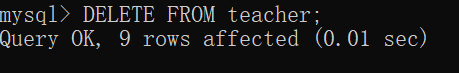 mysql> DELETE FROM teacher;
Query OK, 9 rows affected (0.01 sec)